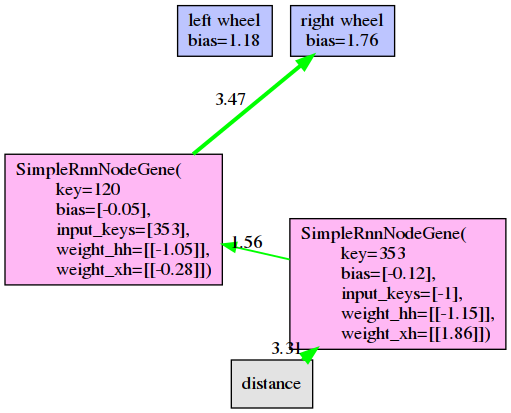 left wheel
bias=1.18
right wheel
bias=1.76
3.47
SimpleRnnNodeGene(
key=120
bias=[-0.05],
input_keys=[353],
weight_hh=[[-1.05]],
weight_xh=[[-0.28]])
1.56
SimpleRnnNodeGene(
key=353
bias=[-0.12],
input_keys=[-1],
weight_hh=[[-1.15]],
weight_xh=[[1.86]])
3.31
distance